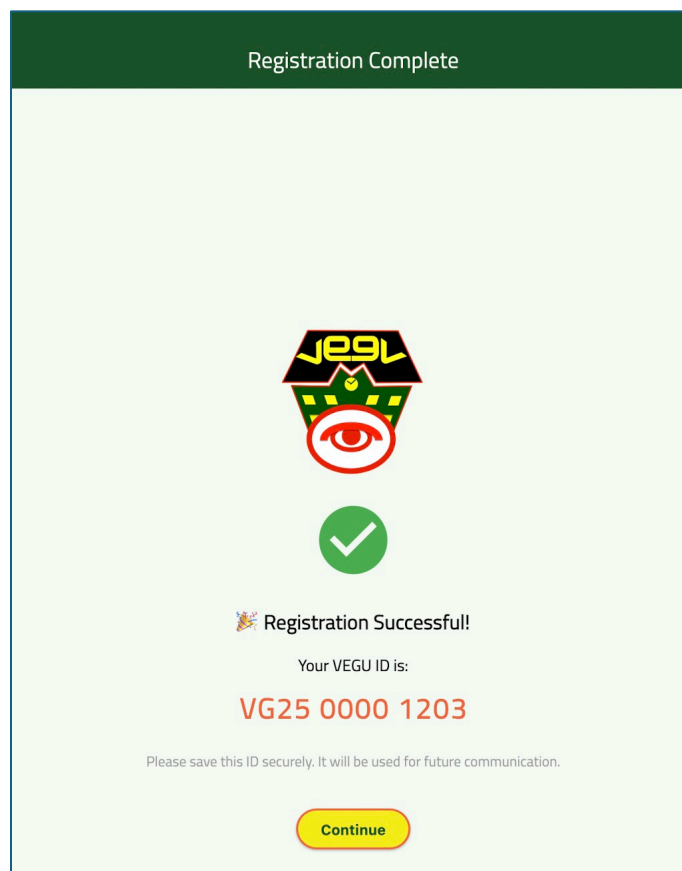 Registration Complete
vegu
🎉 Registration Successful!
Your VEGU ID is:
VG25 0000 1203
Please save this ID securely. It will be used for future communication.
Continue